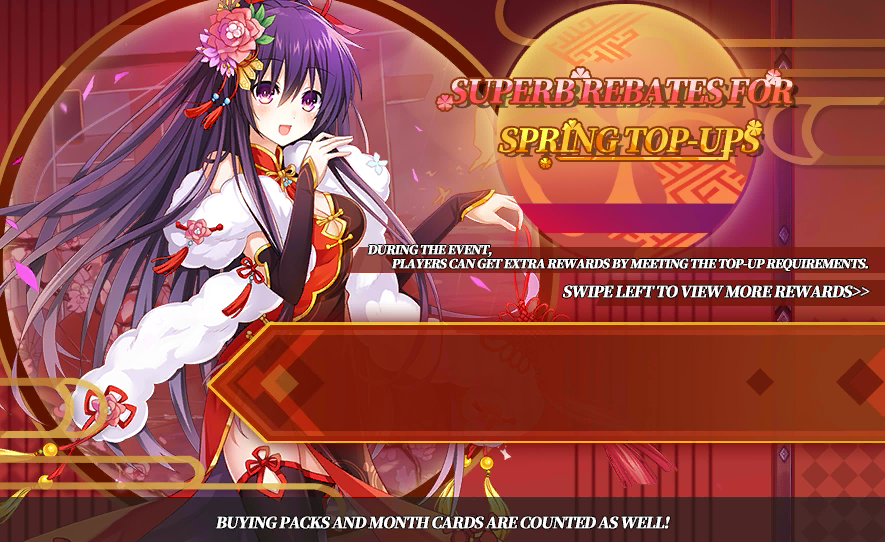 SUPERB REBATES FOR
SPRING TOP-UPS
DURING THE EVENT,
PLAYERS CAN GET EXTRA REWARDS BY MEETING THE TOP-UP REQUIREMENTS.
SWIPE LEFT TO VIEW MORE REWARDS>>
BUYING PACKS AND MONTH CARDS ARE COUNTED AS WELL!